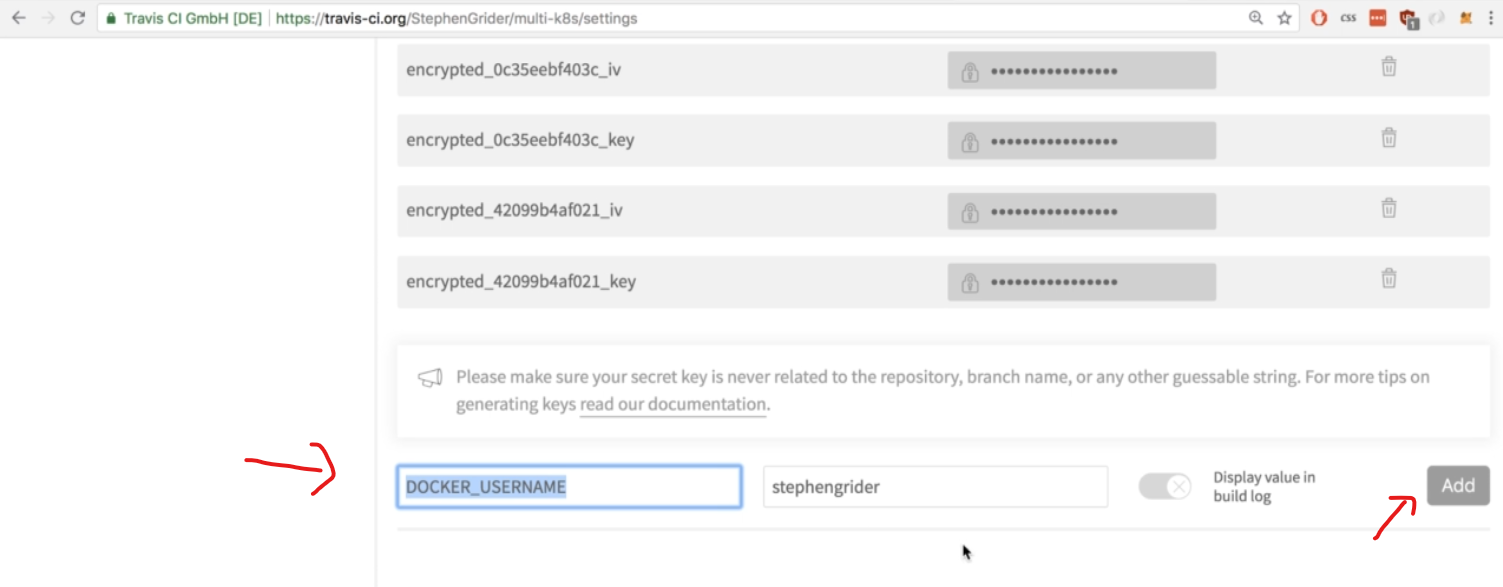 Travis CI GmbH [DE] https://travis-ci.org/StephenGrider/multi-k8s/settings
css
1
encrypted_0c35eebf403c_iv ••••••••••••••••
encrypted_0c35eebf403c_key ••••••••••••••••
encrypted_42099b4af021_iv ••••••••••••••••
encrypted_42099b4af021_key ••••••••••••••••
Please make sure your secret key is never related to the repository, branch name, or any other guessable string. For more tips on
generating keys read our documentation.
DOCKER_USERNAME
stephengrider
Display value in
build log
Add